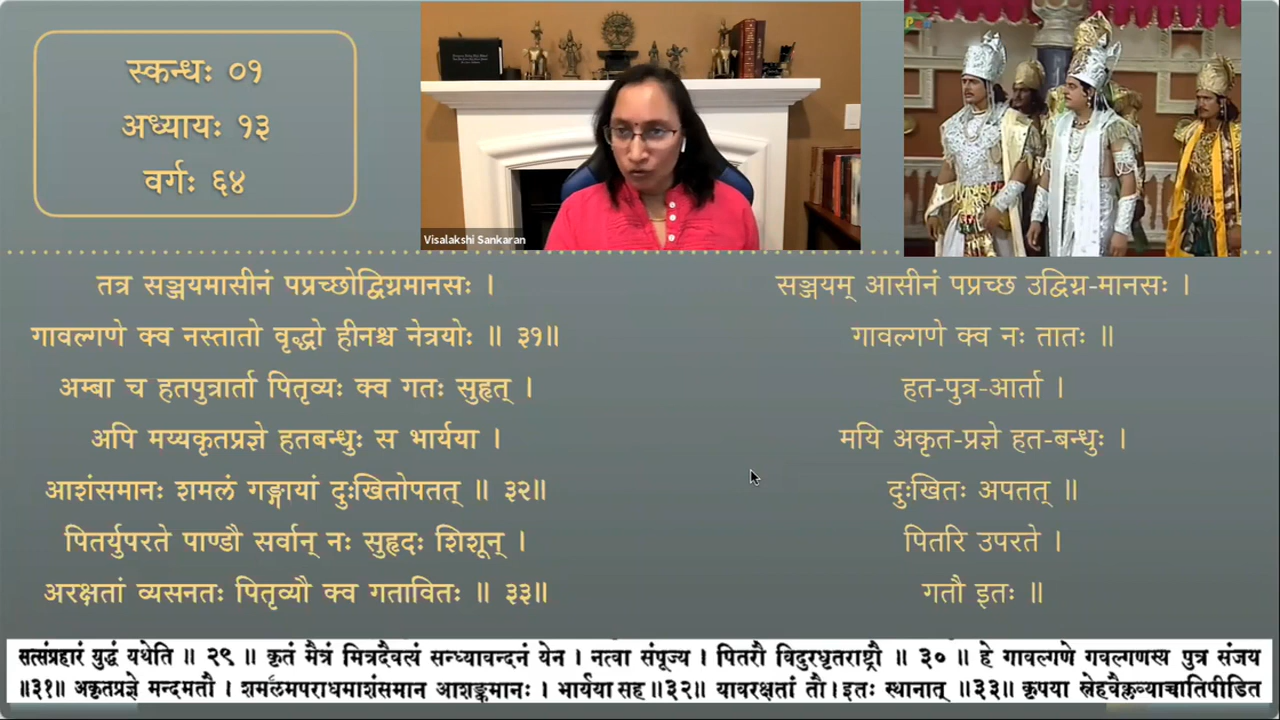 स्कन्धः ०१
अध्यायः १३
वर्गः ६४
Visalakshi Sankaran
तत्र सञ्जयमासीनं पप्रच्छोद्विग्नमानसः ।
गावल्गणे क्व नस्तातो वृद्धो हीनश्च नेत्रयोः ॥ ३१॥
अम्बा च हतपुत्रार्ता पितृव्यः क्व गतः सुहृत् ।
अपि मय्यकृतप्रज्ञे हतबन्धुः स भार्यया ।
आशंसमानः शमलं गङ्गायां दुःखितोपतत् ॥ ३२॥
पितर्युपरते पाण्डौ सर्वान् नः सुहृदः शिशून् ।
अरक्षतां व्यसनतः पितृव्यौ क्व गतावितः ॥ ३३॥
सञ्जयम् आसीनं पप्रच्छ उद्विग्न-मानसः ।
गावल्गणे क्व नः तातः ॥
हत-पुत्र-आर्ता ।
मयि अकृत-प्रज्ञे हत-बन्धुः ।
दुःखितः अपतत् ॥
पितरि उपरते ।
गतौ इतः ॥
सत्संप्रहारं युद्धं यथेति ॥ २९ ॥ कृतं मैत्रं मित्रदैवत्यं सन्ध्यावन्दनं येन । नत्वा संपूज्य । पितरौ विदुरधृतराष्ट्रौ ॥ ३० ॥ हे गावल्गणे गवल्गणस्य पुत्र संजय
॥३१॥ अकृतप्रज्ञे मन्दमतौ । शमलमपराधमाशंसमान आशङ्कमानः । भार्यया सह ॥३२॥ यावरक्षतां तौ । इतः स्थानात् ॥३३॥ कृपया स्नेहवैक्लव्याच्चातिपीडित